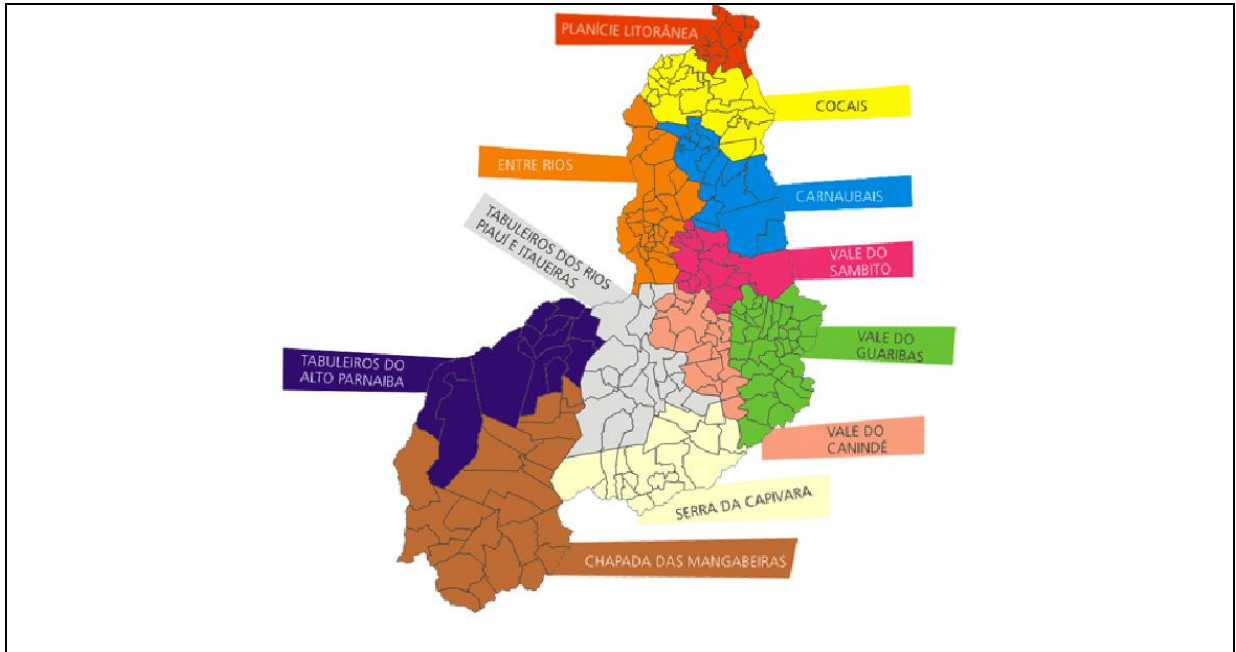 PLANÍCIE LITORÂNEA
COCAIS
ENTRE RIOS
CARNAUBAIS
TABULEIROS DOS RIOS
PIAUÍ E ITAUEIRAS
VALE DO
SAMBITO
VALE DO
GUARIBAS
TABULEIROS DO
ALTO PARNAIBA
VALE DO
CANINDÉ
SERRA DA CAPIVARA
CHAPADA DAS MANGABEIRAS